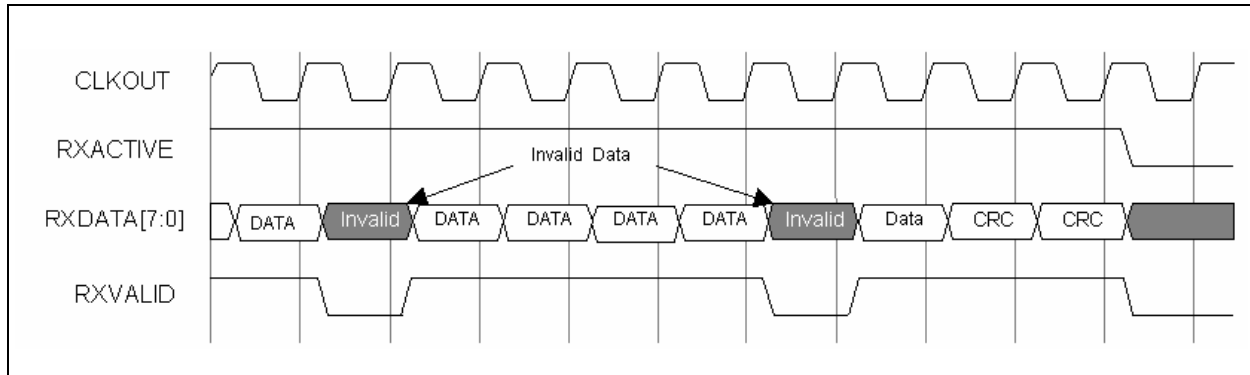 CLKOUT
RXACTIVE
Invalid Data
RXDATA[7:0] DATA Invalid DATA DATA DATA DATA Invalid Data CRC CRC
RXVALID